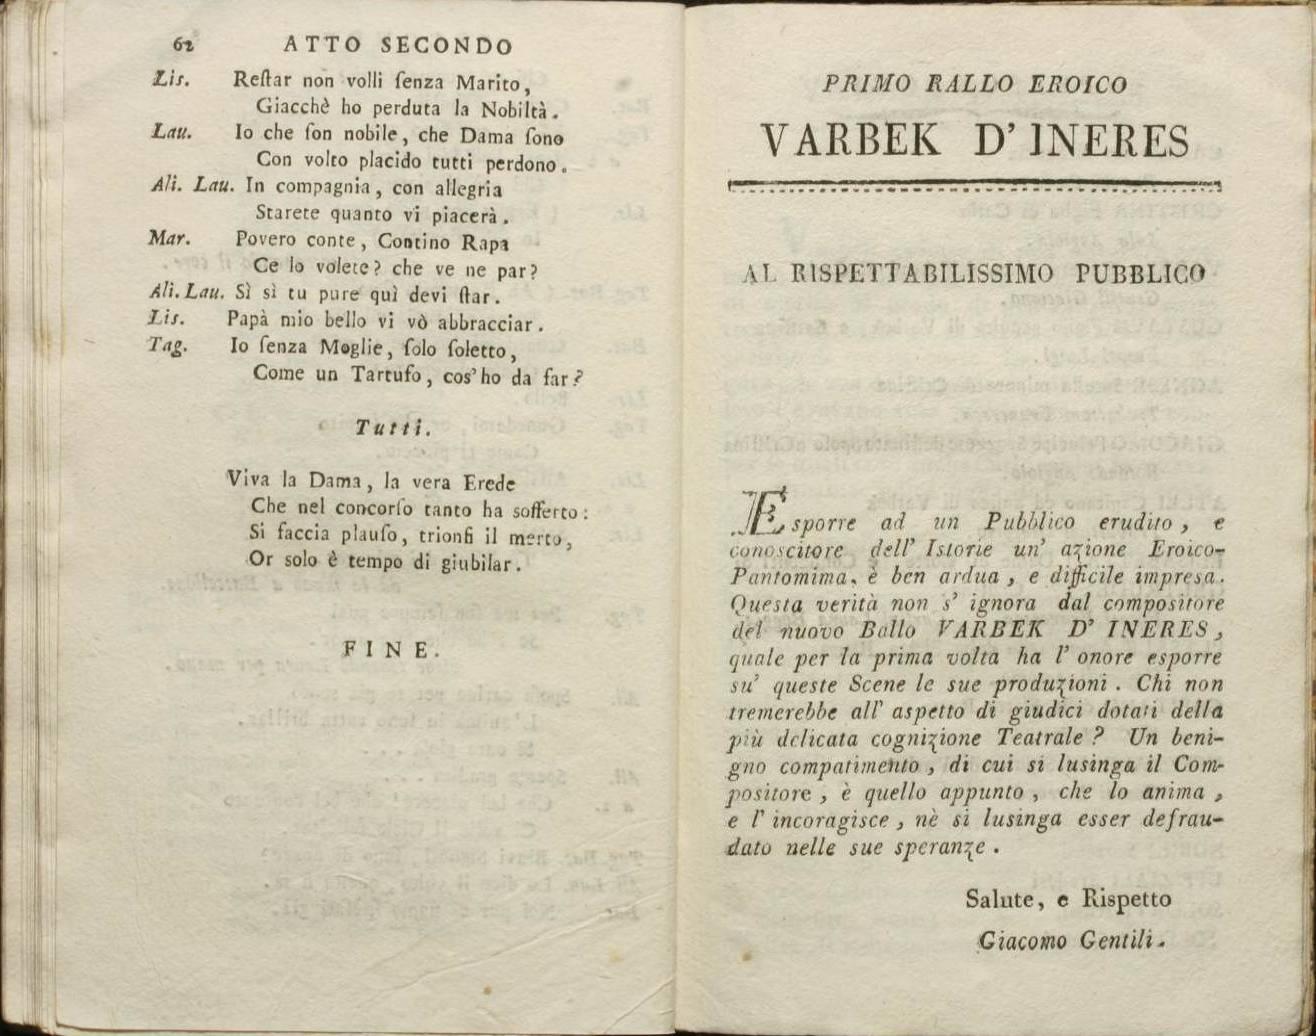 62 ATTO SECONDO
Lis. Reſtar non volli ſenza Marito,
Giacchè ho perduta la Nobiltà.
Lau. Io che ſon nobile, che Dama ſono
Con volto placido tutti perdono.
Ali. Lau. In compagnia, con allegria
Starete quanto vi piacerà.
Mar. Povero conte, Contino Rapa
Ce lo volete? che ve ne par?
Ali. Lau. Sì sì tu pure quì devi ſtar.
Lis. Papà mio bello vi vò abbracciar.
Tag. Io ſenza Moglie, ſolo ſoletto,
Come un Tartufo, cos' ho da far?
Tutti.
Viva la Dama, la vera Erede
Che nel concorſo tanto ha sofferto:
Si faccia plauſo, trionfi il merto,
Or solo è tempo di giubilar.
FINE.
PRIMO BALLO EROICO
VARBEK D' INERES
AL RISPETTABILISSIMO PUBBLICO
Esporre ad un Pubblico erudito, e
conoscitore dell' Istorie un' azione Eroico-
Pantomima, è ben ardua, e difficile impresa.
Questa verità non s' ignora dal compositore
del nuovo Ballo VARBEK D' INERES,
quale per la prima volta ha l' onore esporre
su' queste Scene le sue produzioni. Chi non
tremerebbe all' aspetto di giudici dotati della
più delicata cognizione Teatrale? Un beni-
gno compatimento, di cui si lusinga il Com-
positore, è quello appunto, che lo anima,
e l' incoragisce, nè si lusinga esser defrau-
dato nelle sue speranze.
Salute, e Rispetto
Giacomo Gentili.